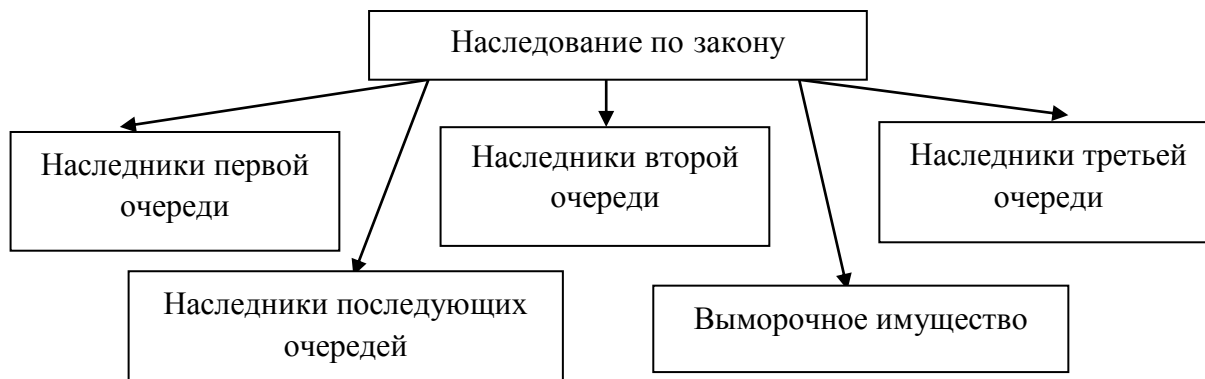 Наследование по закону
Наследники первой
очереди
Наследники второй
очереди
Наследники третьей
очереди
Наследники последующих
очередей
Выморочное имущество